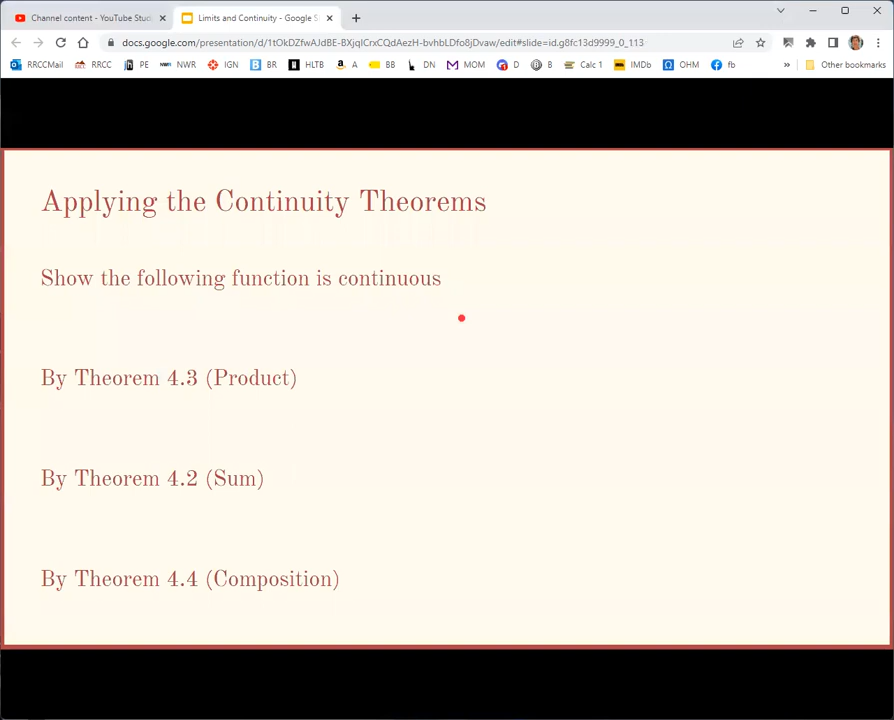 Channel content - YouTube Stud
Limits and Continuity - Google S
docs.google.com/presentation/d/1tOkDZfwAJdBE-BXjqICrxCQdAezH-bvhbLDfo8jDvaw/edit#slide=id.g8fc13d9999_0_113
RRCCMail RRCC PE NWR IGN BR HLTB A BB DN MOM D B Calc 1 IMDb OHM fb » Other bookmarks
Applying the Continuity Theorems
Show the following function is continuous
By Theorem 4.3 (Product)
By Theorem 4.2 (Sum)
By Theorem 4.4 (Composition)